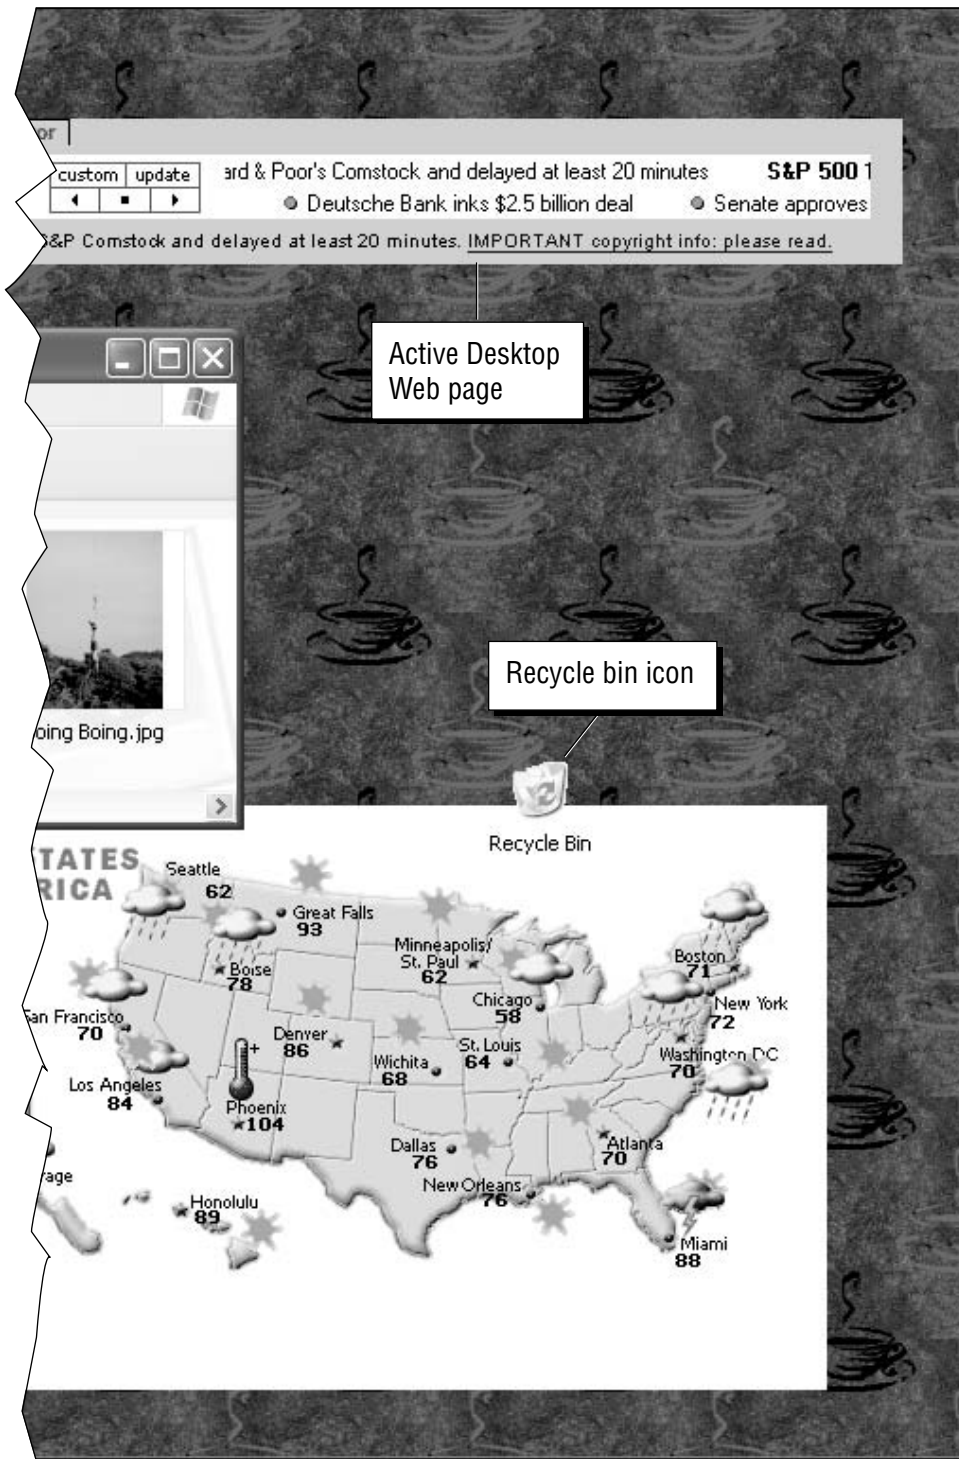 or
custom update
ard & Poor's Comstock and delayed at least 20 minutes S&P 500 1
Deutsche Bank inks $2.5 billion deal Senate approves
S&P Comstock and delayed at least 20 minutes. IMPORTANT copyright info: please read.
Active Desktop
Web page
oing Boing.jpg
Recycle bin icon
Recycle Bin
TATES
RICA
Seattle
62
Great Falls
93
Minneapolis/
St. Paul
62
Boise
78
Boston
71
Chicago
58
New York
72
San Francisco
70
Denver
86
St. Louis
64
Wichita
68
Washington DC
70
Los Angeles
84
Phoenix
104
Atlanta
70
Dallas
76
New Orleans
76
rage
Honolulu
89
Miami
88